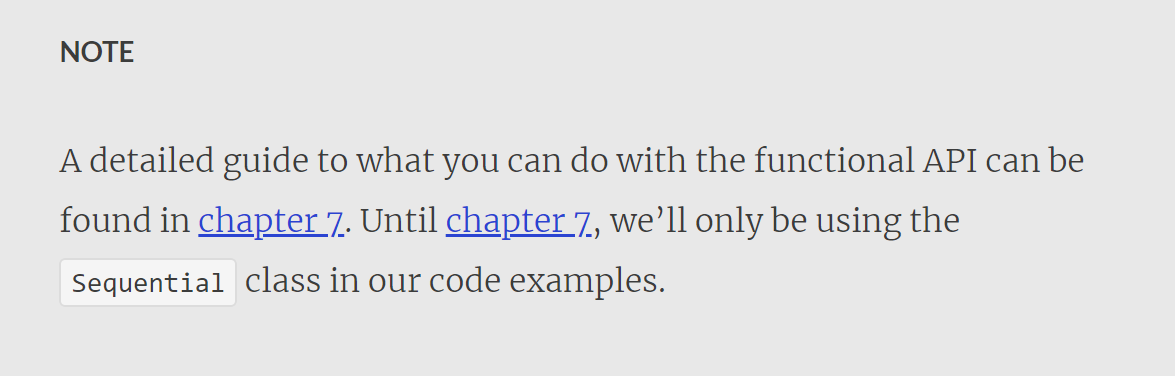 NOTE
A detailed guide to what you can do with the functional API can be
found in chapter 7. Until chapter 7, we’ll only be using the
Sequential class in our code examples.